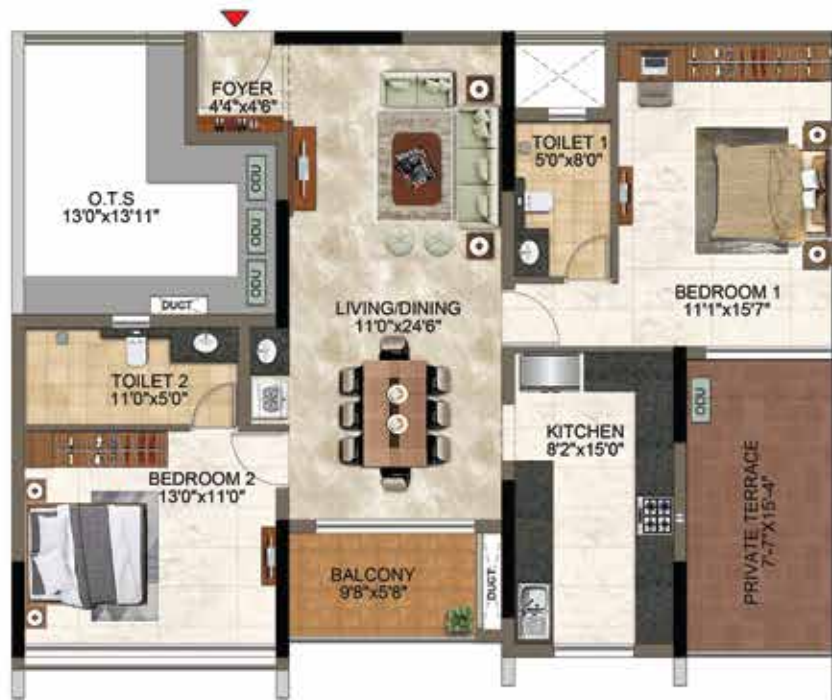 FOYER
4'4"x4'6"
O.T.S
13'0"x13'11"
ODU
ODU
ODU
DUCT
TOILET 1
5'0"x8'0"
BEDROOM 1
11'1"x15'7"
LIVING/DINING
11'0"x24'6"
TOILET 2
11'0"x5'0"
ODU
KITCHEN
8'2"x15'0"
BEDROOM 2
13'0"x11'0"
PRIVATE TERRACE
7'-7"X15'-4"
BALCONY
9'8"x5'8"
DUCT